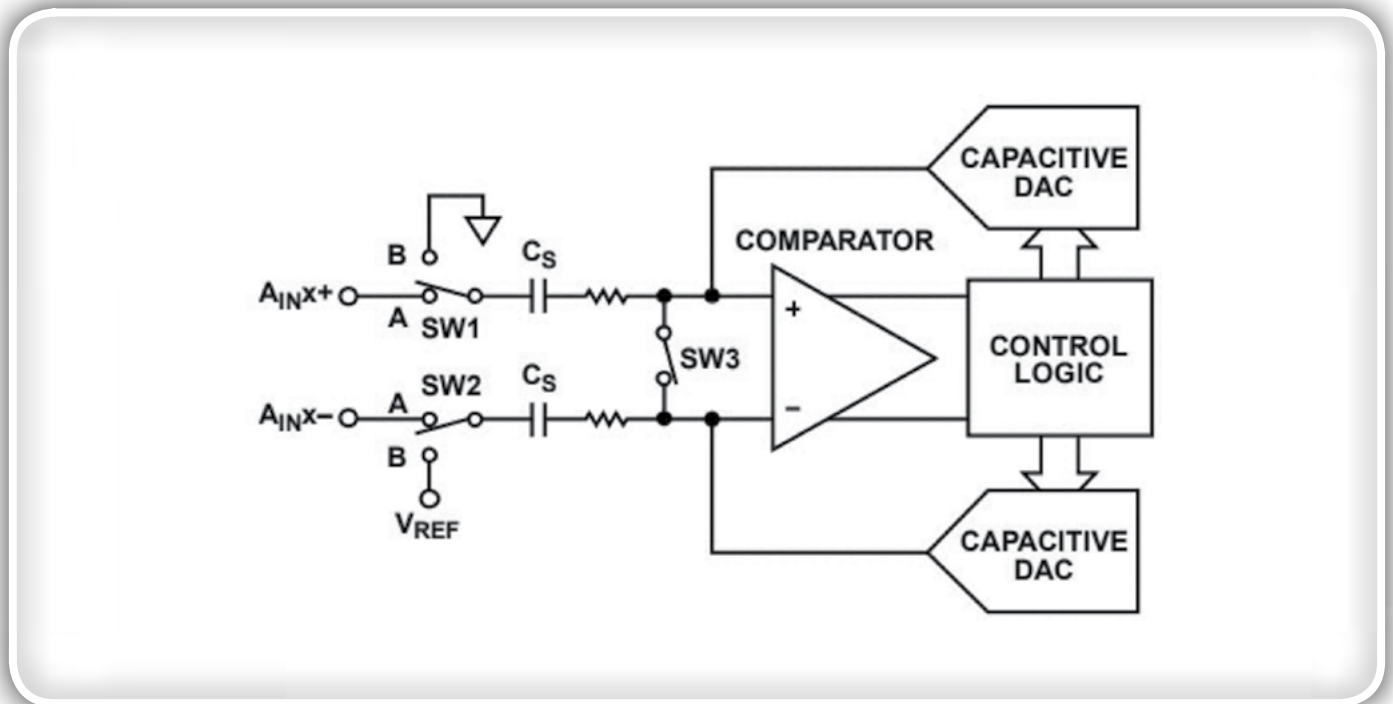 CAPACITIVE
DAC
COMPARATOR
B
CS
AINx+
A
SW1
+
SW3
CONTROL
LOGIC
SW2
CS
AINx–
A
–
B
VREF
CAPACITIVE
DAC